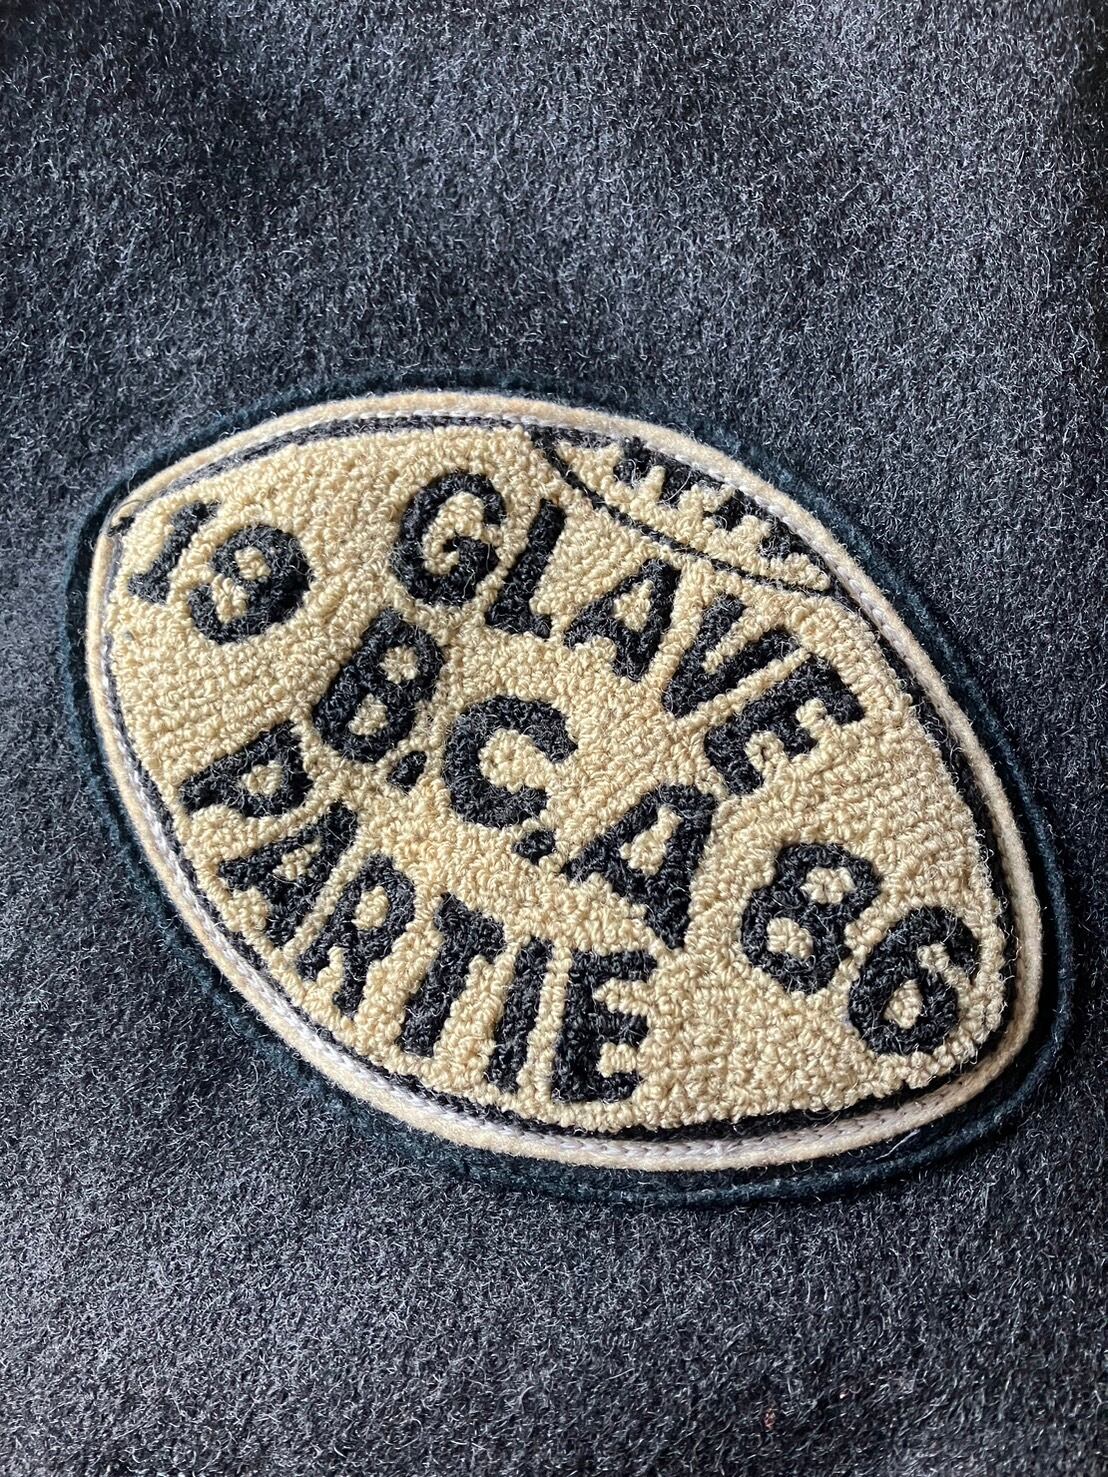 GLAVE
19 B.C.A 86
PARTIE